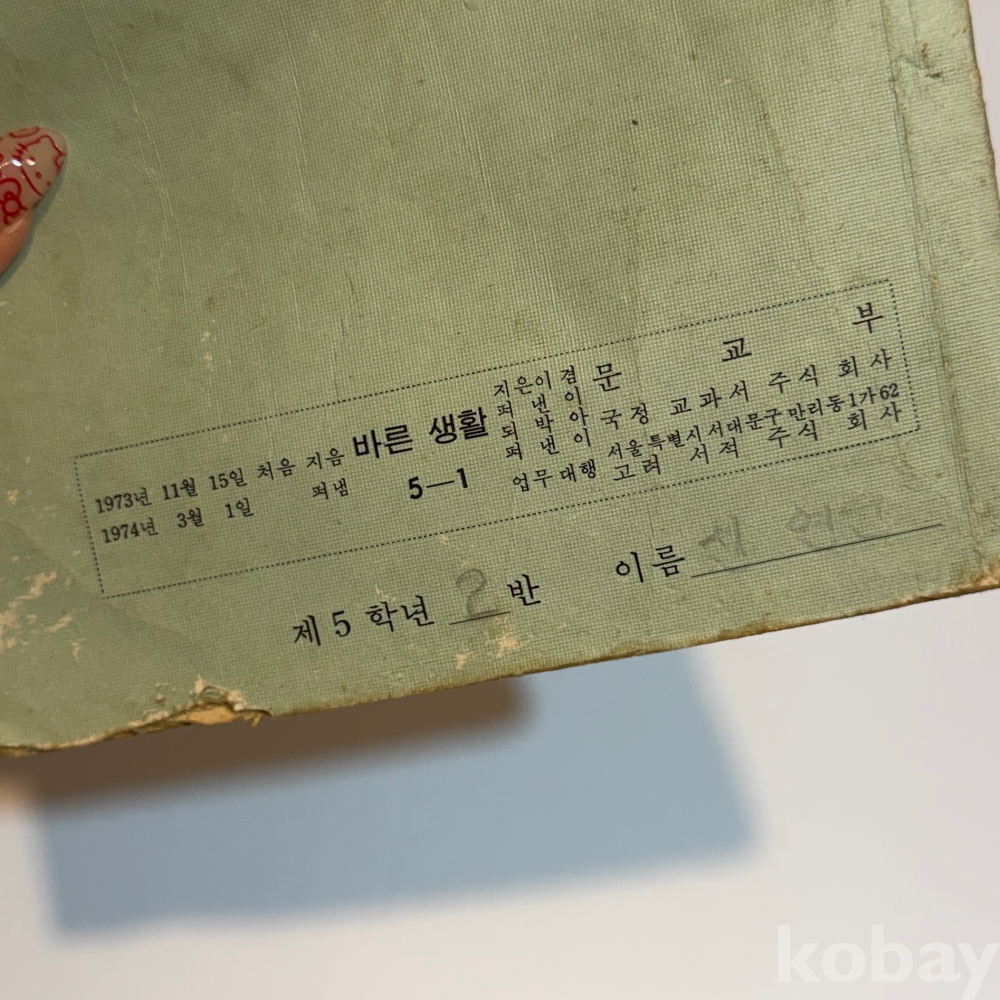 1973년 11월 15일 처음 지음
1974년 3월 1일 펴냄
바른 생활
5—1
지은이 겸
펴 낸 이
문 교 부
되 박 아
펴 낸 이
국정 교과서 주식 회사
서울특별시 서대문구 만리동 1가 62
업무 대행 고려 서적 주식 회사
제 5 학년 2 반 이름
kobay